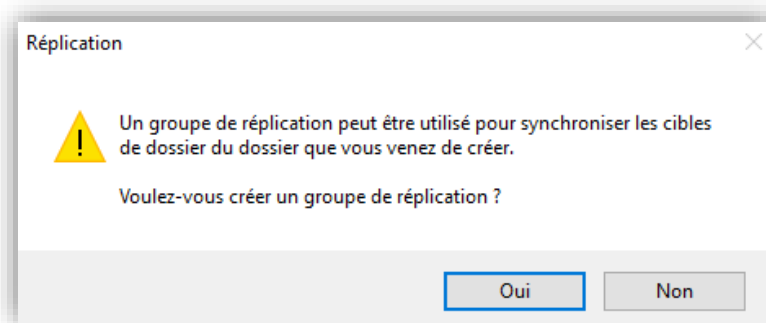 Réplication
Un groupe de réplication peut être utilisé pour synchroniser les cibles
de dossier du dossier que vous venez de créer.
Voulez-vous créer un groupe de réplication ?
Oui
Non